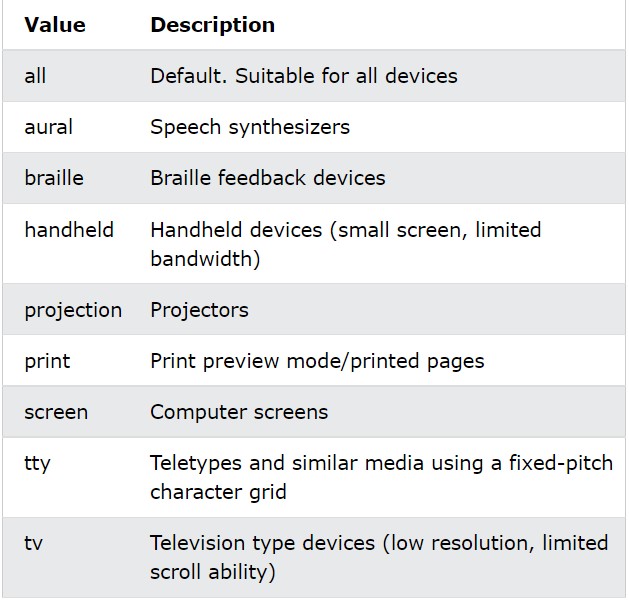 Value Description
all Default. Suitable for all devices
aural Speech synthesizers
braille Braille feedback devices
handheld Handheld devices (small screen, limited
bandwidth)
projection Projectors
print Print preview mode/printed pages
screen Computer screens
tty Teletypes and similar media using a fixed-pitch
character grid
tv Television type devices (low resolution, limited
scroll ability)